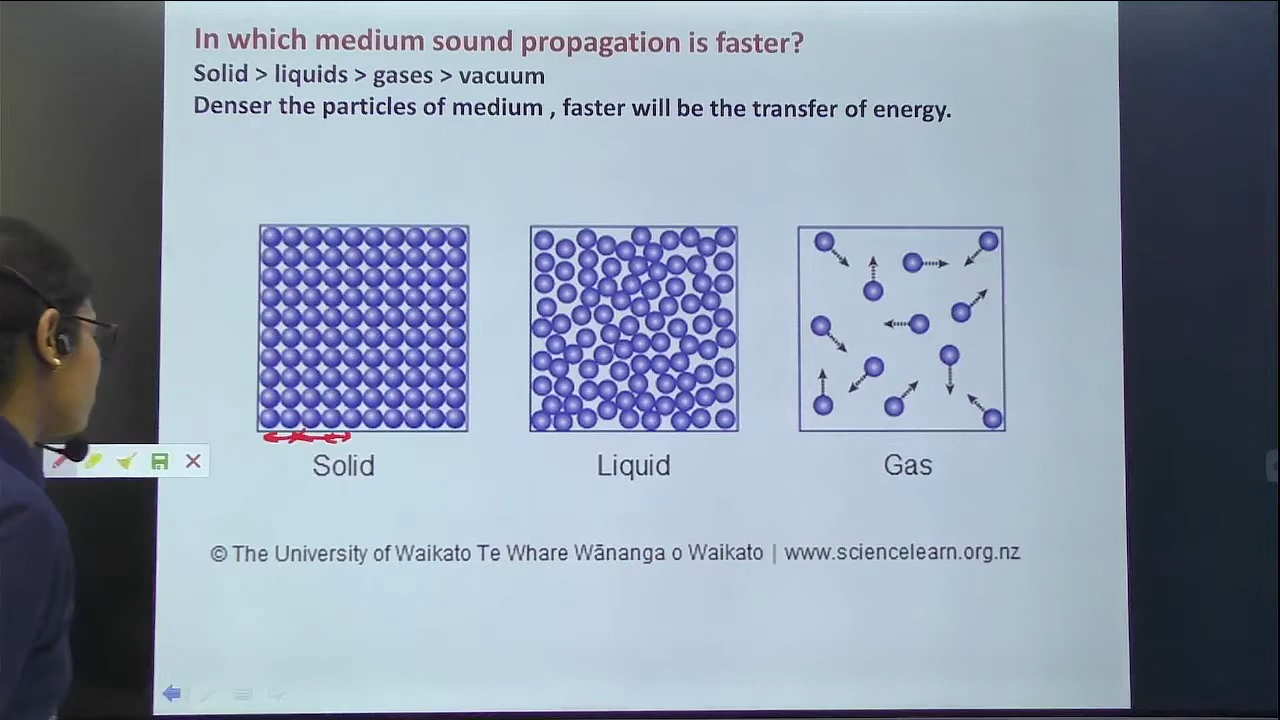 In which medium sound propagation is faster?
Solid > liquids > gases > vacuum
Denser the particles of medium , faster will be the transfer of energy.
Solid
Liquid
Gas
© The University of Waikato Te Whare Wānanga o Waikato | www.sciencelearn.org.nz